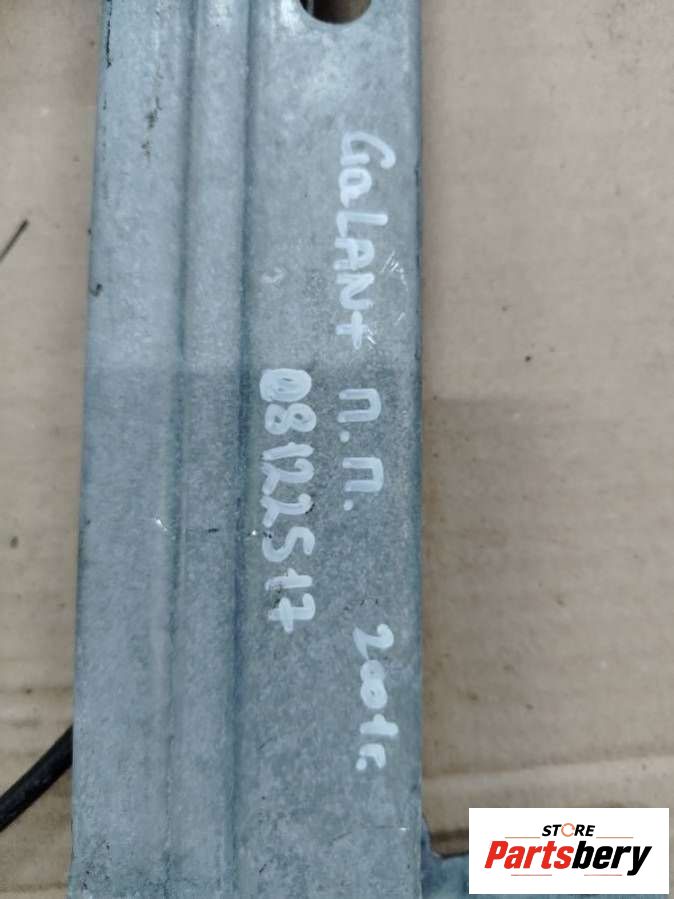 GaLANt П.П. 2001г.
08122517
STORE
Partsbery